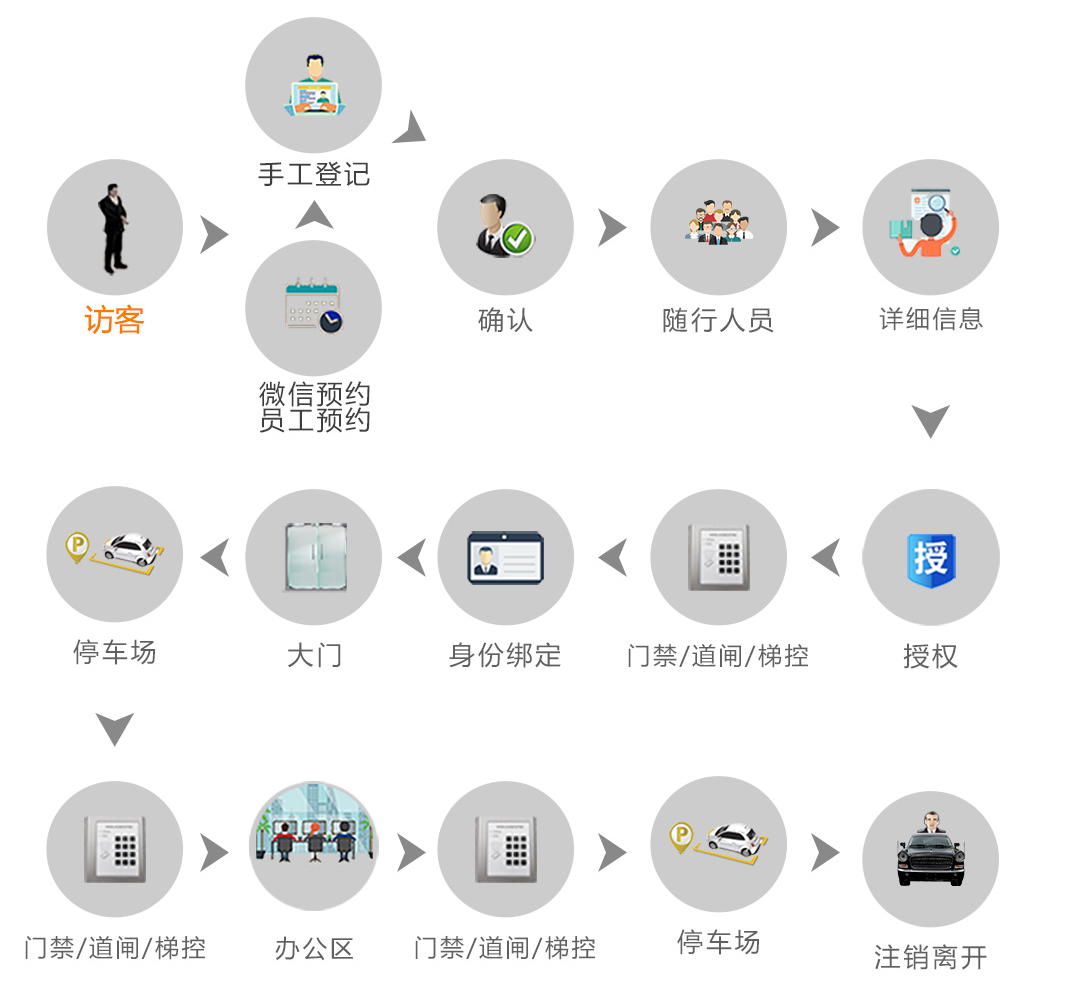 手工登记
访客
微信预约
员工预约
确认
随行人员
详细信息
授
授权
门禁/道闸/梯控
身份绑定
大门
P
停车场
门禁/道闸/梯控
办公区
门禁/道闸/梯控
P
停车场
注销离开